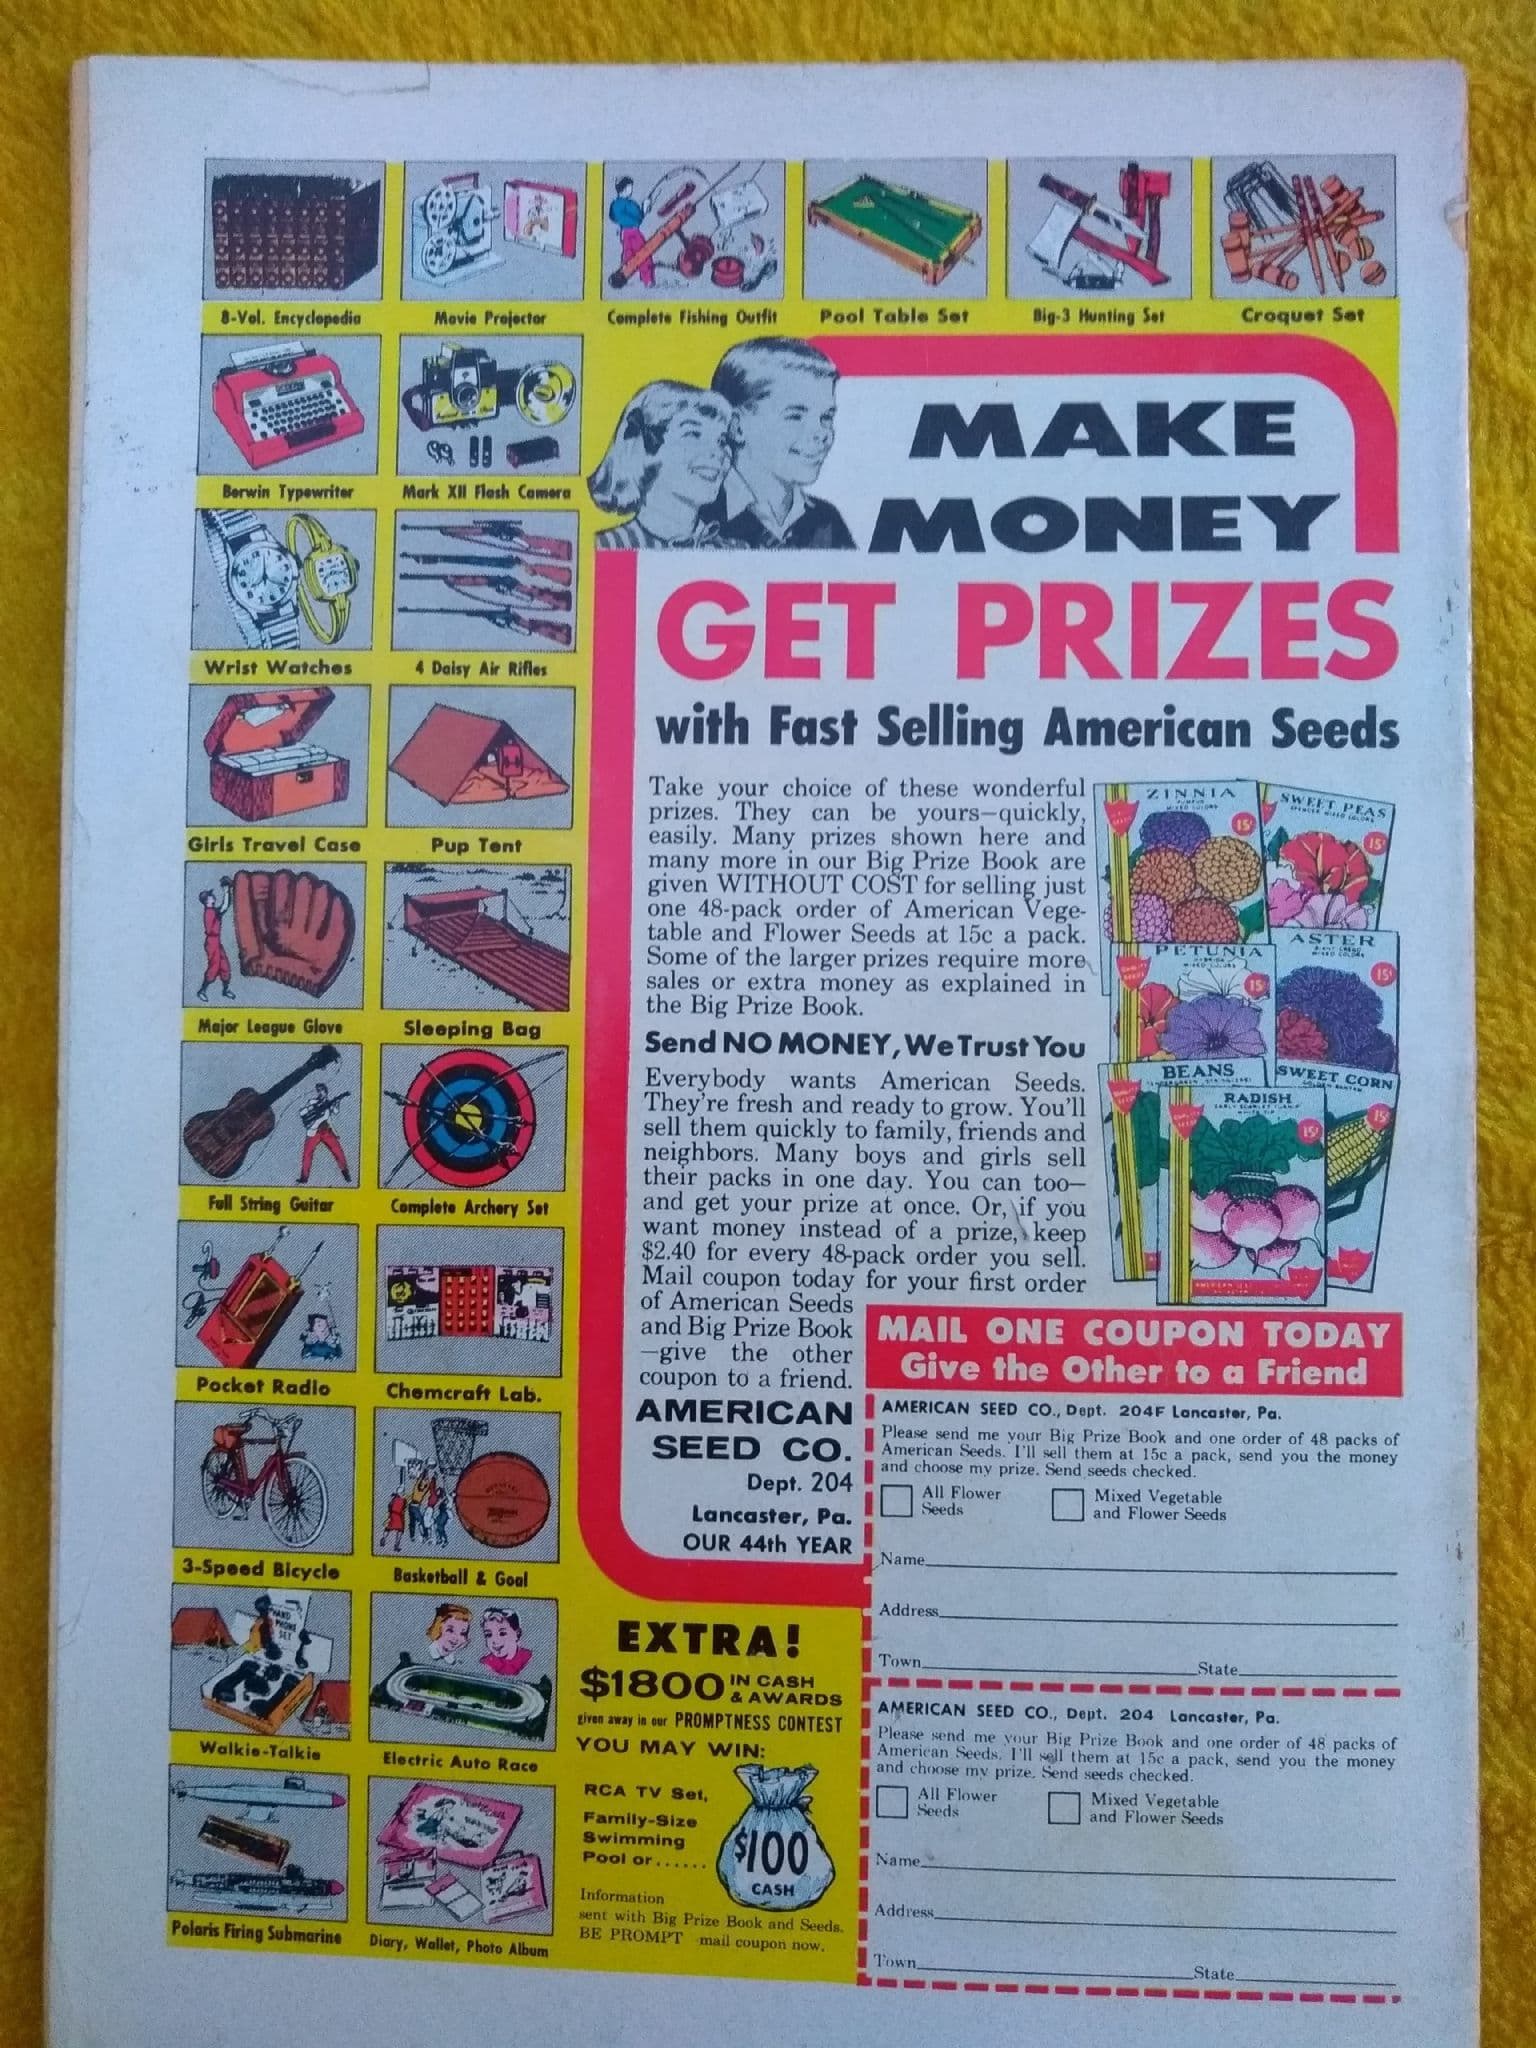 8-Vol. Encyclopedia
Movie Projector
Complete Fishing Outfit
Pool Table Set
Big-3 Hunting Set
Croquet Set
Berwin Typewriter
Mark XII Flash Camera
Wrist Watches
4 Daisy Air Rifles
Girls Travel Case
Pup Tent
Major League Glove
Sleeping Bag
Full String Guitar
Complete Archery Set
Pocket Radio
Chemcraft Lab.
3-Speed Bicycle
Basketball & Goal
HAND
PHONE
SET
Walkie-Talkie
Electric Auto Race
Polaris Firing Submarine
Diary, Wallet, Photo Album
MAKE
MONEY
GET PRIZES
with Fast Selling American Seeds
Take your choice of these wonderful
prizes. They can be yours—quickly,
easily. Many prizes shown here and
many more in our Big Prize Book are
given WITHOUT COST for selling just
one 48-pack order of American Vege-
table and Flower Seeds at 15c a pack.
Some of the larger prizes require more
sales or extra money as explained in
the Big Prize Book.
Send NO MONEY, We Trust You
Everybody wants American Seeds.
They're fresh and ready to grow. You'll
sell them quickly to family, friends and
neighbors. Many boys and girls sell
their packs in one day. You can too—
and get your prize at once. Or, if you
want money instead of a prize, keep
$2.40 for every 48-pack order you sell.
Mail coupon today for your first order
of American Seeds
and Big Prize Book
—give the other
coupon to a friend.
AMERICAN
SEED CO.
Dept. 204
Lancaster, Pa.
OUR 44th YEAR
ZINNIA
MIXED COLORS
15¢
SWEET PEAS
MIXED COLORS
15¢
PETUNIA
MIXED COLORS
15¢
ASTER
MIXED COLORS
15¢
BEANS
SWEET CORN
15¢
RADISH
15¢
MAIL ONE COUPON TODAY
Give the Other to a Friend
AMERICAN SEED CO., Dept. 204F Lancaster, Pa.
Please send me your Big Prize Book and one order of 48 packs of
American Seeds. I'll sell them at 15c a pack, send you the money
and choose my prize. Send seeds checked.
All Flower
Seeds
Mixed Vegetable
and Flower Seeds
Name
Address
Town State
AMERICAN SEED CO., Dept. 204 Lancaster, Pa.
Please send me your Big Prize Book and one order of 48 packs of
American Seeds. I'll sell them at 15c a pack, send you the money
and choose my prize. Send seeds checked.
All Flower
Seeds
Mixed Vegetable
and Flower Seeds
Name
Address
Town State
EXTRA!
$1800 IN CASH
& AWARDS
given away in our PROMPTNESS CONTEST
YOU MAY WIN:
RCA TV Set,
Family-Size
Swimming
Pool or......
$100
CASH
Information
sent with Big Prize Book and Seeds.
BE PROMPT mail coupon now.